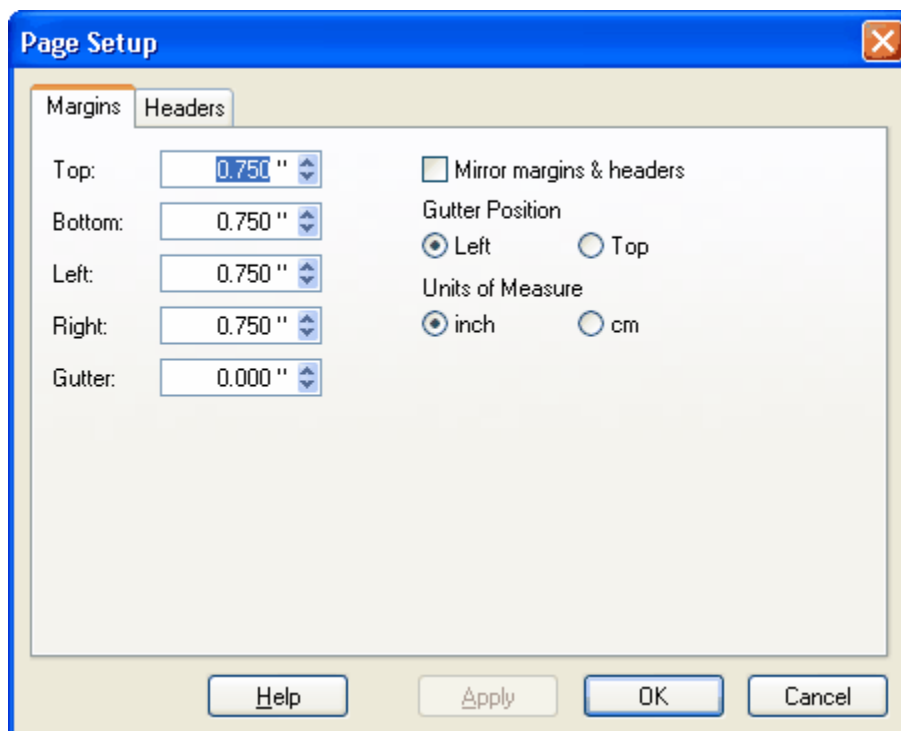 Page Setup
Margins Headers
Top: 0.750 "
Bottom: 0.750 "
Left: 0.750 "
Right: 0.750 "
Gutter: 0.000 "
Mirror margins & headers
Gutter Position
Left Top
Units of Measure
inch cm
Help Apply OK Cancel